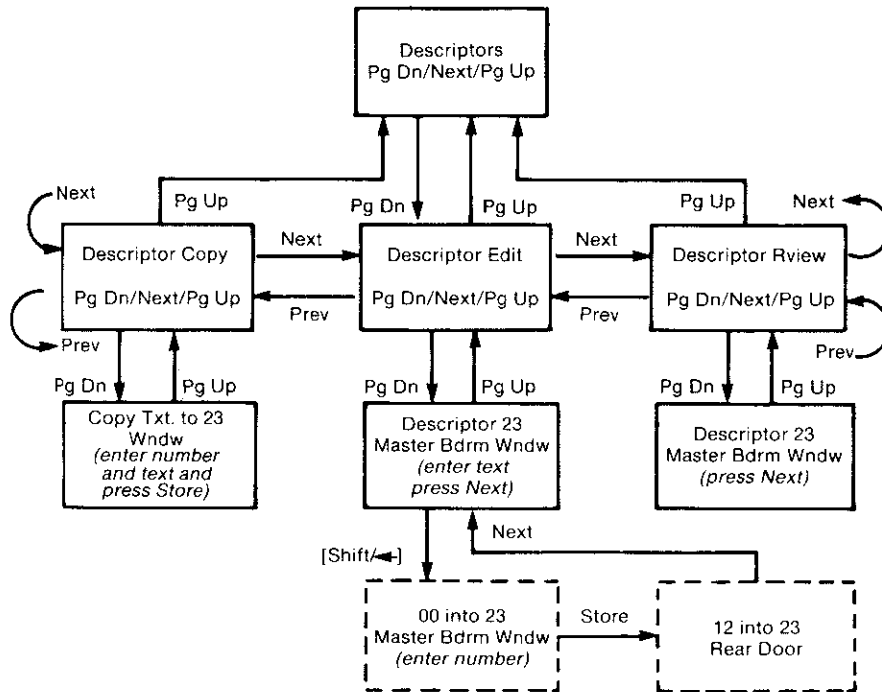 Descriptors
Pg Dn/Next/Pg Up
Next
Pg Up
Pg Dn
Pg Up
Pg Up
Next
Descriptor Copy
Pg Dn/Next/Pg Up
Next
Prev
Descriptor Edit
Pg Dn/Next/Pg Up
Next
Prev
Descriptor Rview
Pg Dn/Next/Pg Up
Prev
Prev
Pg Dn
Pg Up
Pg Dn
Pg Up
Pg Dn
Pg Up
Copy Txt. to 23
Wndw
(enter number
and text and
press Store)
Descriptor 23
Master Bdrm Wndw
(enter text
press Next)
Descriptor 23
Master Bdrm Wndw
(press Next)
[Shift/←]
Next
00 into 23
Master Bdrm Wndw
(enter number)
Store
12 into 23
Rear Door